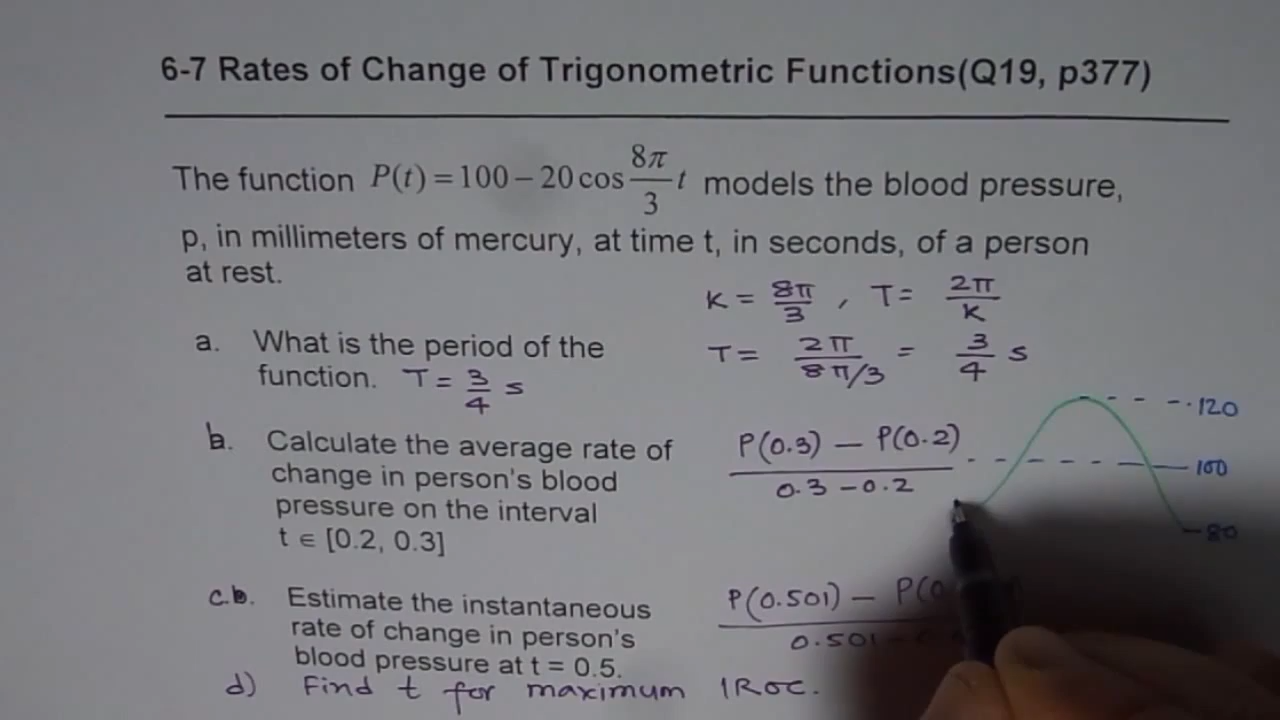 6-7 Rates of Change of Trigonometric Functions(Q19, p377)
The function P(t) = 100 − 20 cos 8π/3 t models the blood pressure,
p, in millimeters of mercury, at time t, in seconds, of a person
at rest.
K = 8π/3 , T = 2π/K
a. What is the period of the
function. T = 3/4 s
T = 2π/8π/3 = 3/4 s
b. Calculate the average rate of
change in person's blood
pressure on the interval
t ∈ [0.2, 0.3]
P(0.3) − P(0.2)
0.3 − 0.2
120
100
80
c.b. Estimate the instantaneous
rate of change in person's
blood pressure at t = 0.5.
P(0.501) −
0.501
d) Find t for maximum IROC.